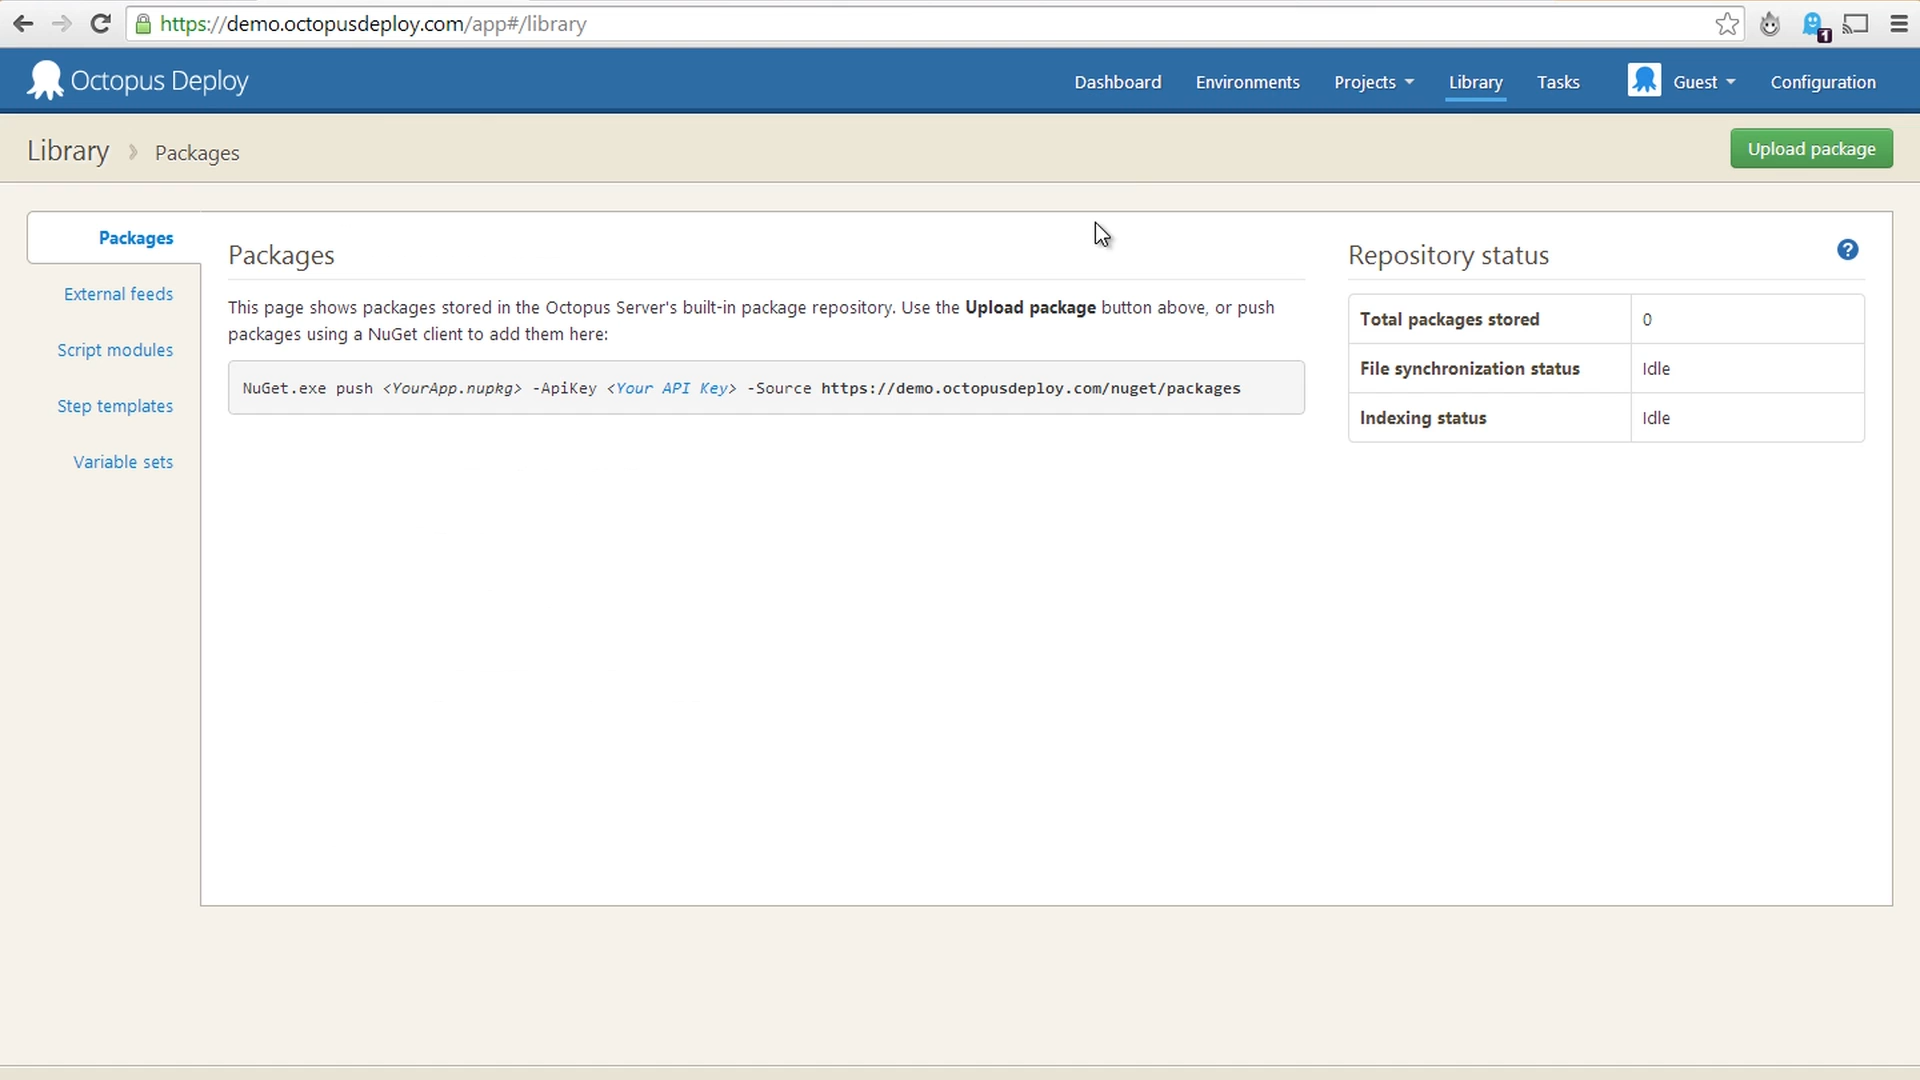 https://demo.octopusdeploy.com/app#/library
1
Octopus Deploy
Dashboard Environments Projects Library Tasks Guest Configuration
Library Packages
Upload package
Packages
External feeds
Script modules
Step templates
Variable sets
Packages
This page shows packages stored in the Octopus Server's built-in package repository. Use the Upload package button above, or push
packages using a NuGet client to add them here:
NuGet.exe push <YourApp.nupkg> -ApiKey <Your API Key> -Source https://demo.octopusdeploy.com/nuget/packages
Repository status
?
Total packages stored 0
File synchronization status Idle
Indexing status Idle